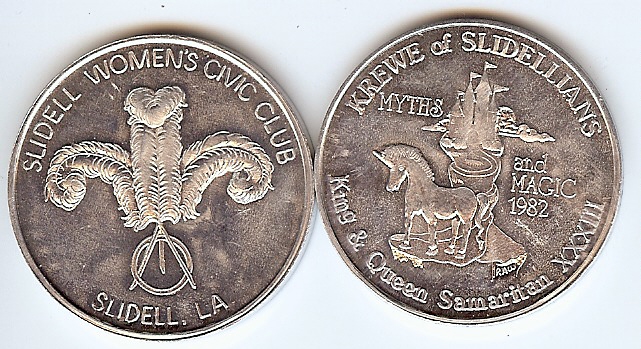 SLIDELL WOMEN'S CIVIC CLUB
SLIDELL, LA
KREWE of SLIDELLIANS
MYTHS
and
MAGIC
1982
King & Queen Samaritan XXXIII